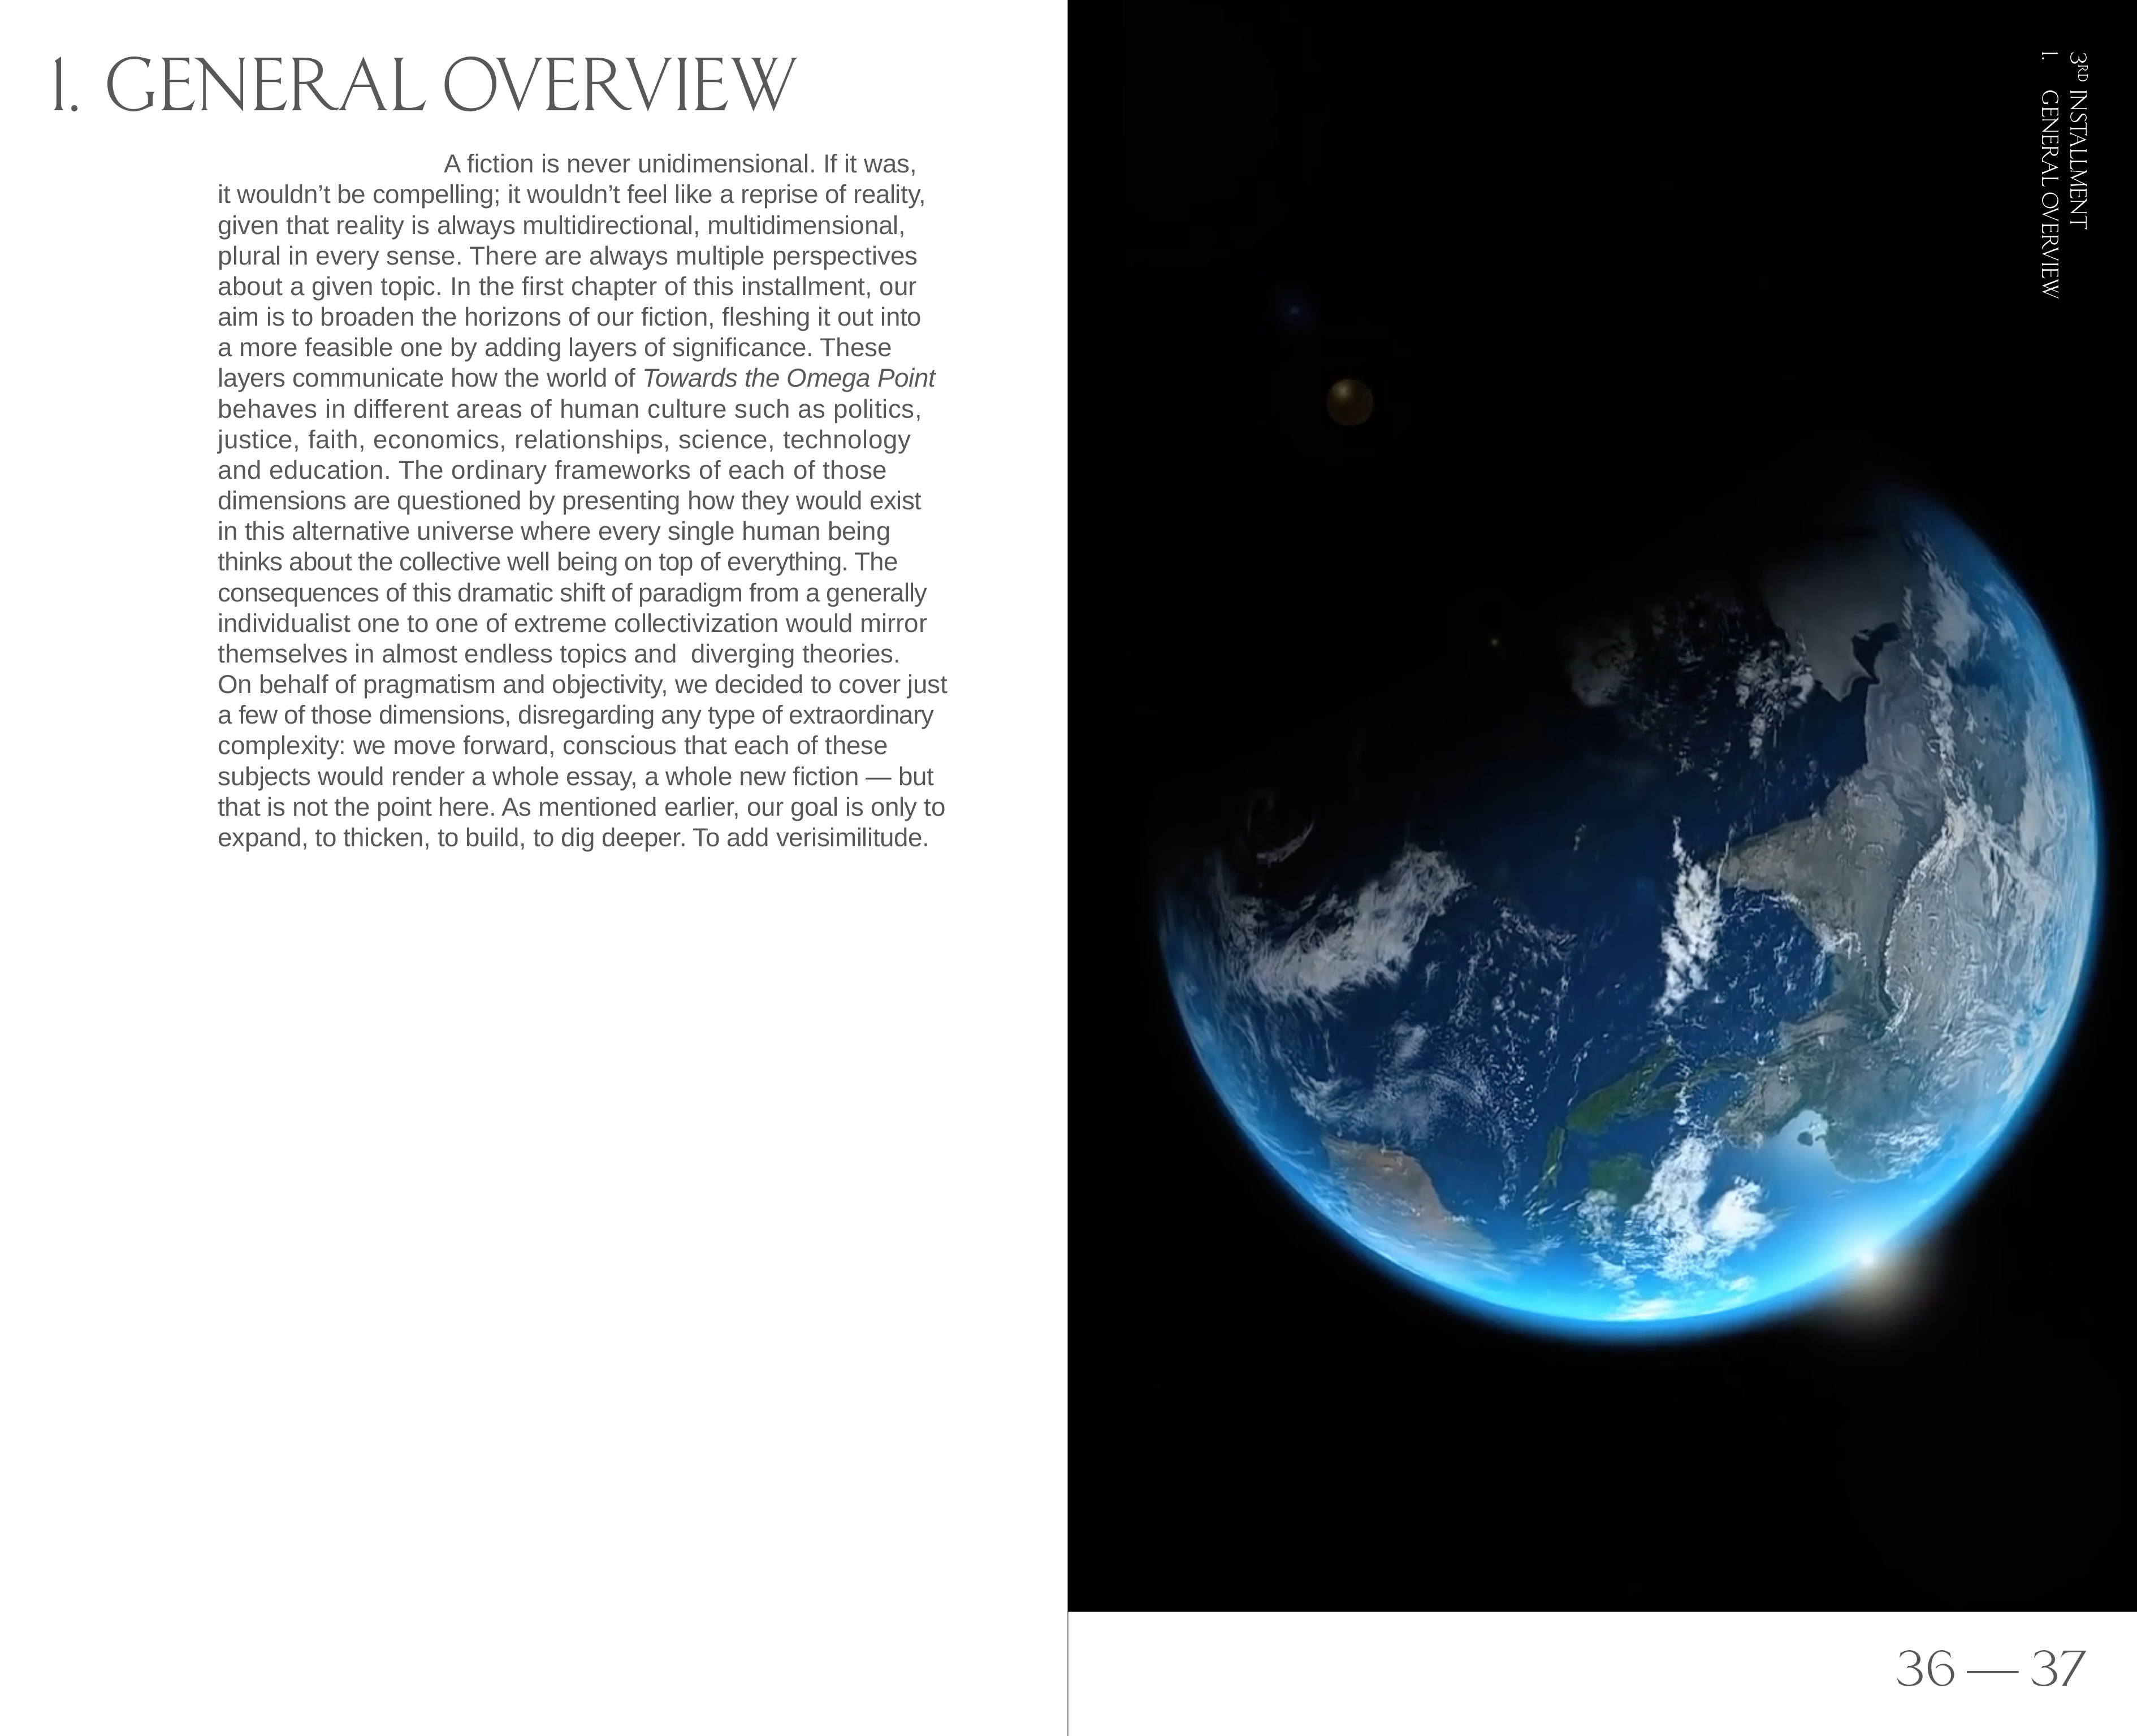 1. GENERAL OVERVIEW
A fiction is never unidimensional. If it was,
it wouldn’t be compelling; it wouldn’t feel like a reprise of reality,
given that reality is always multidirectional, multidimensional,
plural in every sense. There are always multiple perspectives
about a given topic. In the first chapter of this installment, our
aim is to broaden the horizons of our fiction, fleshing it out into
a more feasible one by adding layers of significance. These
layers communicate how the world of Towards the Omega Point
behaves in different areas of human culture such as politics,
justice, faith, economics, relationships, science, technology
and education. The ordinary frameworks of each of those
dimensions are questioned by presenting how they would exist
in this alternative universe where every single human being
thinks about the collective well being on top of everything. The
consequences of this dramatic shift of paradigm from a generally
individualist one to one of extreme collectivization would mirror
themselves in almost endless topics and  diverging theories.
On behalf of pragmatism and objectivity, we decided to cover just
a few of those dimensions, disregarding any type of extraordinary
complexity: we move forward, conscious that each of these
subjects would render a whole essay, a whole new fiction — but
that is not the point here. As mentioned earlier, our goal is only to
expand, to thicken, to build, to dig deeper. To add verisimilitude.
3RD INSTALLMENT
1. GENERAL OVERVIEW
36 — 37